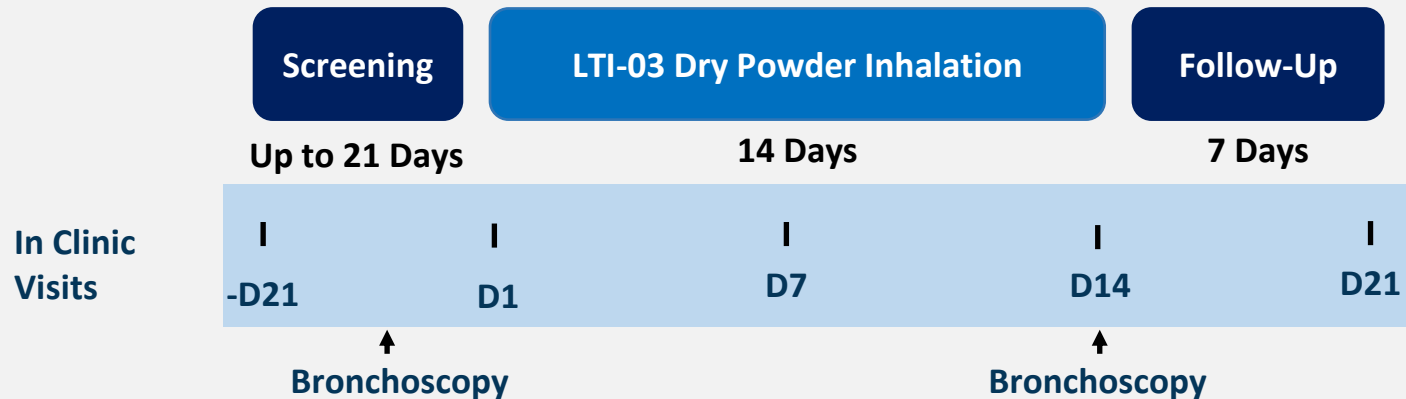 Screening
LTI-03 Dry Powder Inhalation
Follow-Up
Up to 21 Days
14 Days
7 Days
In Clinic
Visits
-D21
D1
D7
D14
D21
Bronchoscopy
Bronchoscopy